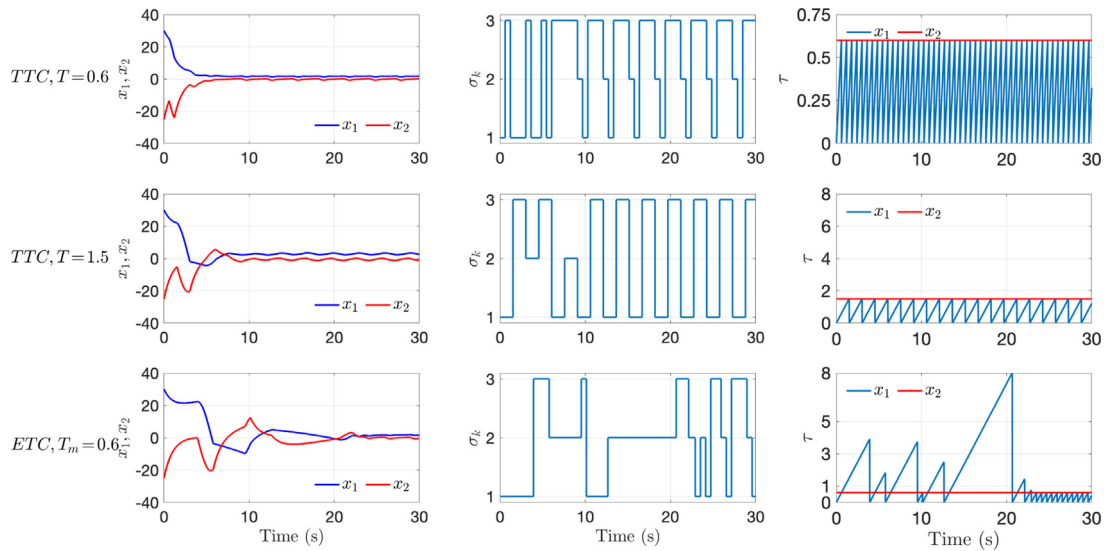 TTC, T = 0.6
x₁, x₂
40
20
0
-20
-40
0 10 20 30
x₁ x₂
σₖ
3
2
1
0 10 20 30
τ
0.75
0.5
0.25
0
0 10 20 30
x₁ x₂
TTC, T = 1.5
x₁, x₂
40
20
0
-20
-40
0 10 20 30
x₁ x₂
σₖ
3
2
1
0 10 20 30
τ
8
6
4
2
0
0 10 20 30
x₁ x₂
ETC, Tₘ = 0.6
x₁, x₂
40
20
0
-20
-40
0 10 20 30
x₁ x₂
Time (s)
σₖ
3
2
1
0 10 20 30
Time (s)
τ
8
5
3
1
0
0 10 20 30
x₁ x₂
Time (s)